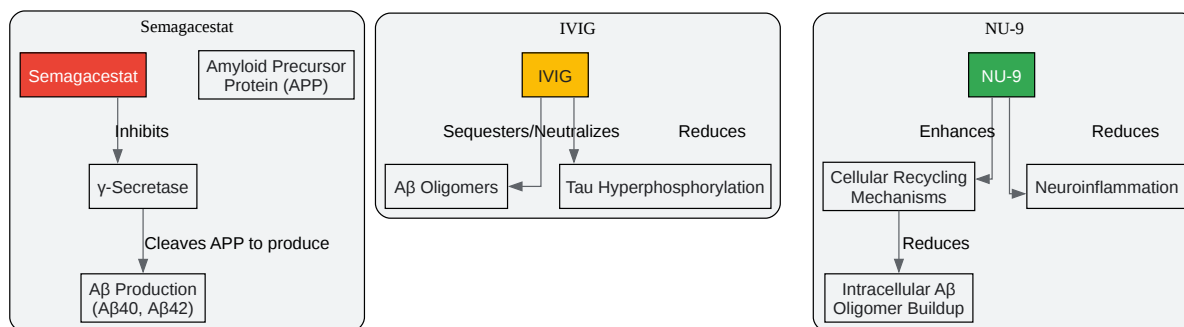 Semagacestat
Semagacestat
Amyloid Precursor
Protein (APP)
Inhibits
γ-Secretase
Cleaves APP to produce
Aβ Production
(Aβ40, Aβ42)
IVIG
IVIG
Sequesters/Neutralizes
Reduces
Aβ Oligomers
Tau Hyperphosphorylation
NU-9
NU-9
Enhances
Reduces
Cellular Recycling
Mechanisms
Neuroinflammation
Reduces
Intracellular Aβ
Oligomer Buildup